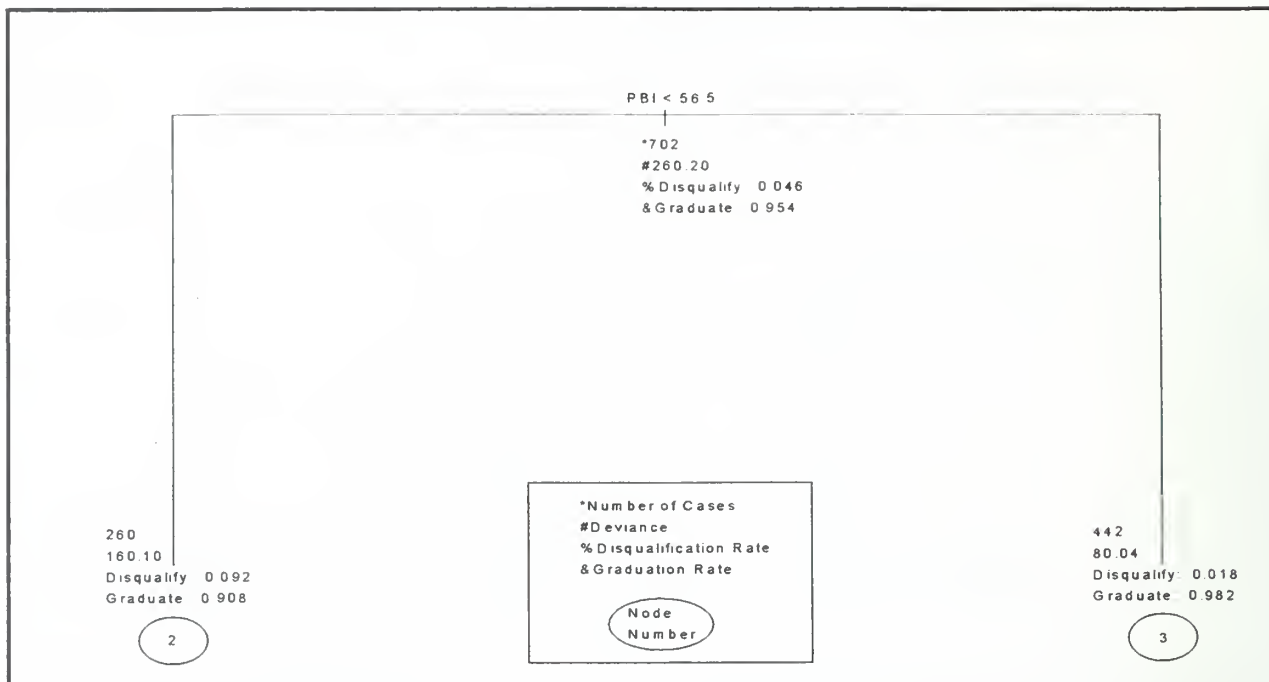 PBI < 56 5
*702
#260.20
%Disqualify 0 046
&Graduate 0 954
260
160.10
Disqualify 0 092
Graduate 0 908
2
*Number of Cases
#Deviance
%Disqualification Rate
&Graduation Rate
Node
Number
442
80.04
Disqualify: 0.018
Graduate 0.982
3